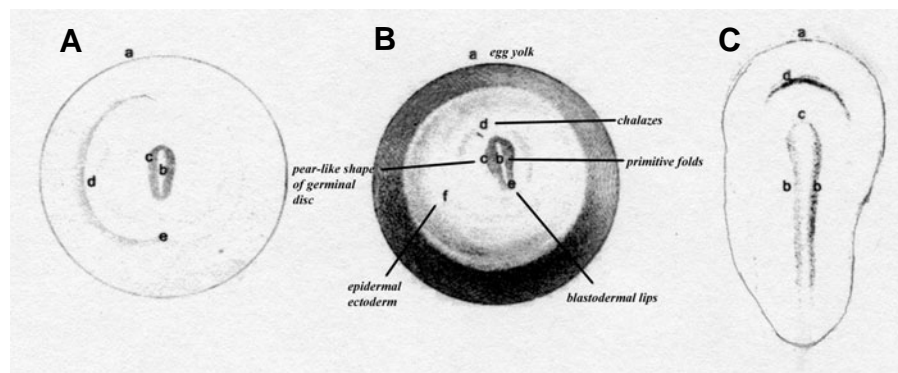 A
B
C
a
a egg yolk
a
d
d
chalazes
c
c
b
c b
primitive folds
pear-like shape
of germinal
disc
d
e
b b
f
e
epidermal
ectoderm
blastodermal lips